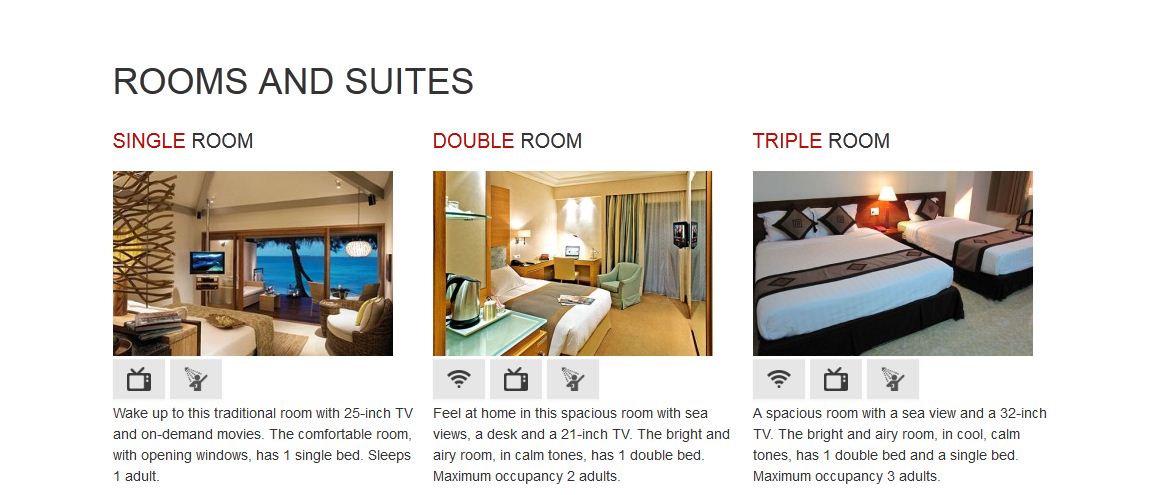 ROOMS AND SUITES
SINGLE ROOM
DOUBLE ROOM
TRIPLE ROOM
Wake up to this traditional room with 25-inch TV
and on-demand movies. The comfortable room,
with opening windows, has 1 single bed. Sleeps
1 adult.
Feel at home in this spacious room with sea
views, a desk and a 21-inch TV. The bright and
airy room, in calm tones, has 1 double bed.
Maximum occupancy 2 adults.
A spacious room with a sea view and a 32-inch
TV. The bright and airy room, in cool, calm
tones, has 1 double bed and a single bed.
Maximum occupancy 3 adults.